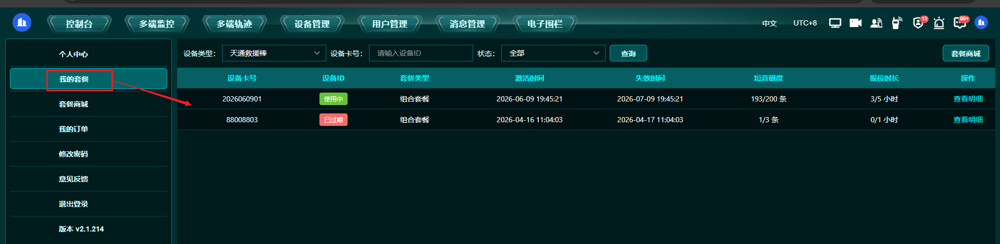 控制台 多端监控 多端轨迹 设备管理 用户管理 消息管理 电子围栏 中文 UTC+8 13 99+
个人中心
我的套餐
套餐商城
我的订单
修改密码
意见反馈
退出登录
版本 v2.1.214
设备类型： 天通救援棒 设备卡号： 请输入设备ID 状态： 全部 查询 套餐商城
设备卡号 设备ID 套餐类型 激活时间 失效时间 短音额度 报位时长 操作
2026060901 使用中 组合套餐 2026-06-09 19:45:21 2026-07-09 19:45:21 193/200 条 3/5 小时 查看明细
88008803 已过期 组合套餐 2026-04-16 11:04:03 2026-04-17 11:04:03 1/3 条 0/1 小时 查看明细